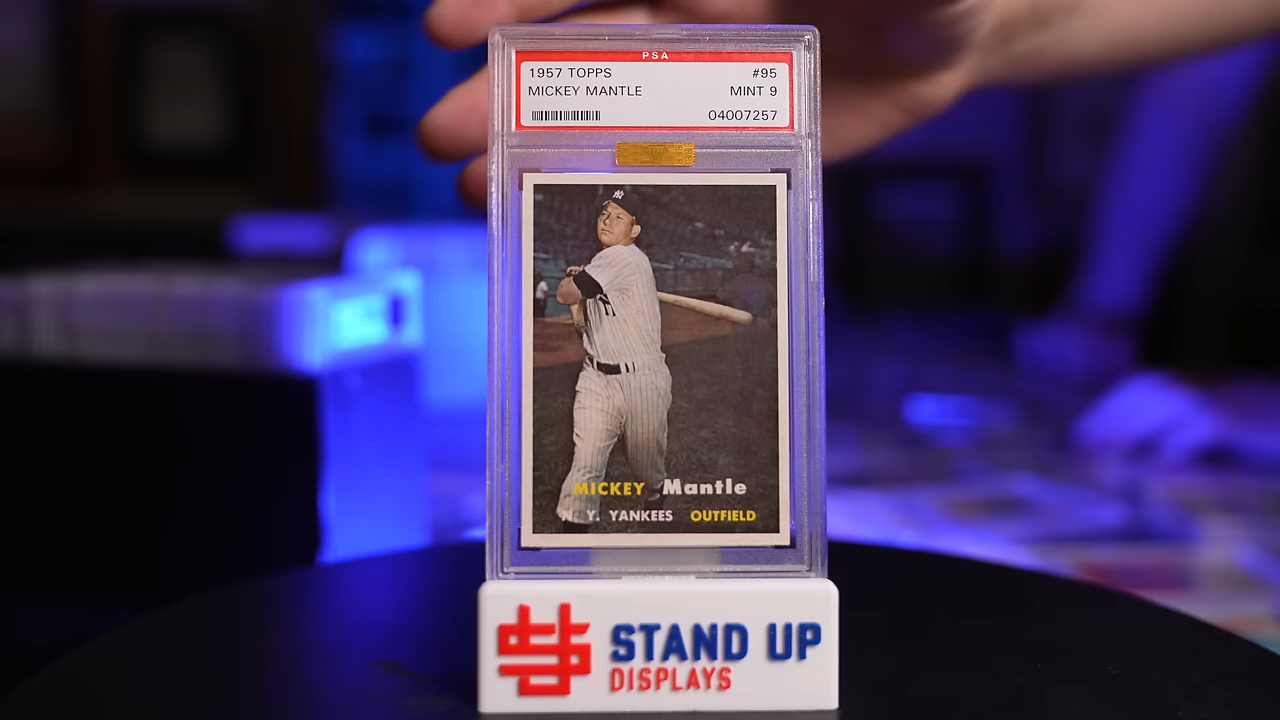 PSA
1957 TOPPS #95
MICKEY MANTLE MINT 9
04007257
MICKEY Mantle
N. Y. YANKEES OUTFIELD
STAND UP
DISPLAYS